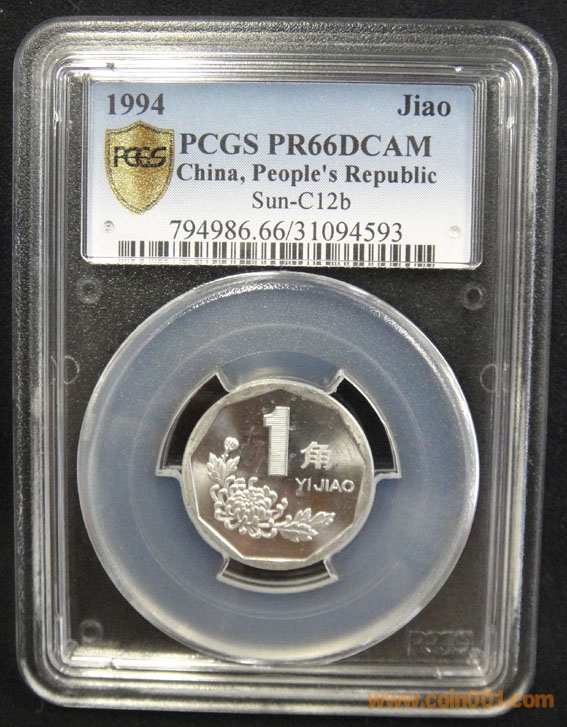 1994 Jiao
PCGS PCGS PR66DCAM
China, People's Republic
Sun-C12b
794986.66/31094593
1角
YI JIAO
PCGS
www.coin001.com